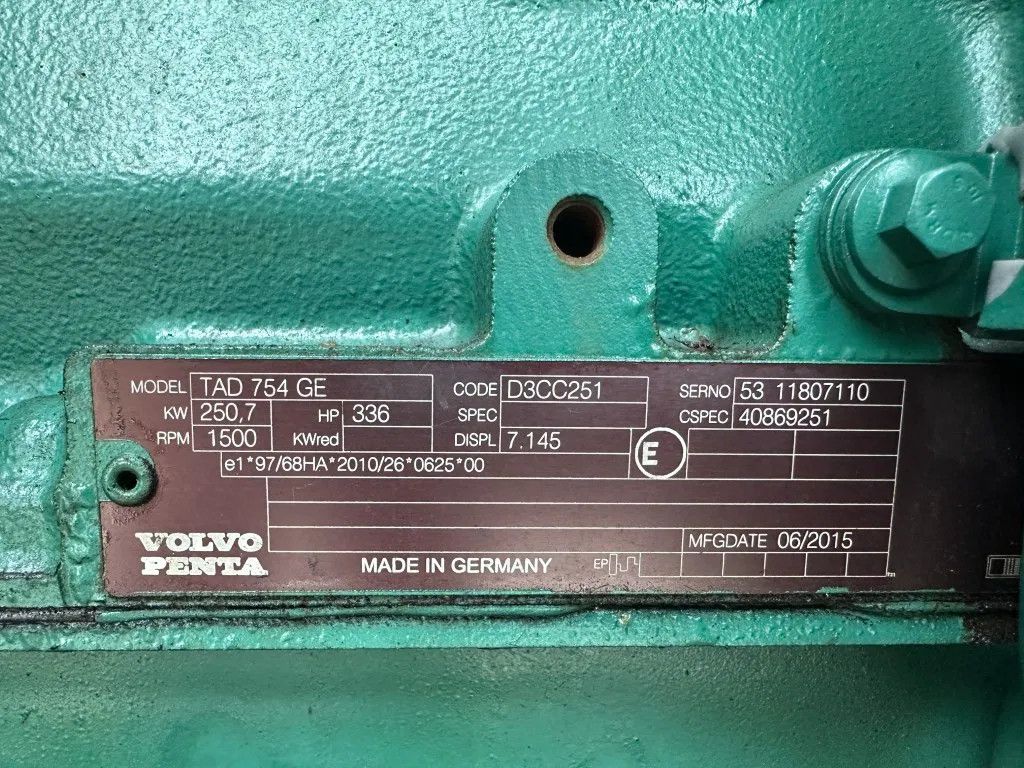 MODEL TAD 754 GE CODE D3CC251 SERNO 53 11807110
KW 250,7 HP 336 SPEC CSPEC 40869251
RPM 1500 KWred DISPL 7.145 E
e1*97/68HA*2010/26*0625*00
MFGDATE 06/2015
VOLVO
PENTA
MADE IN GERMANY EP